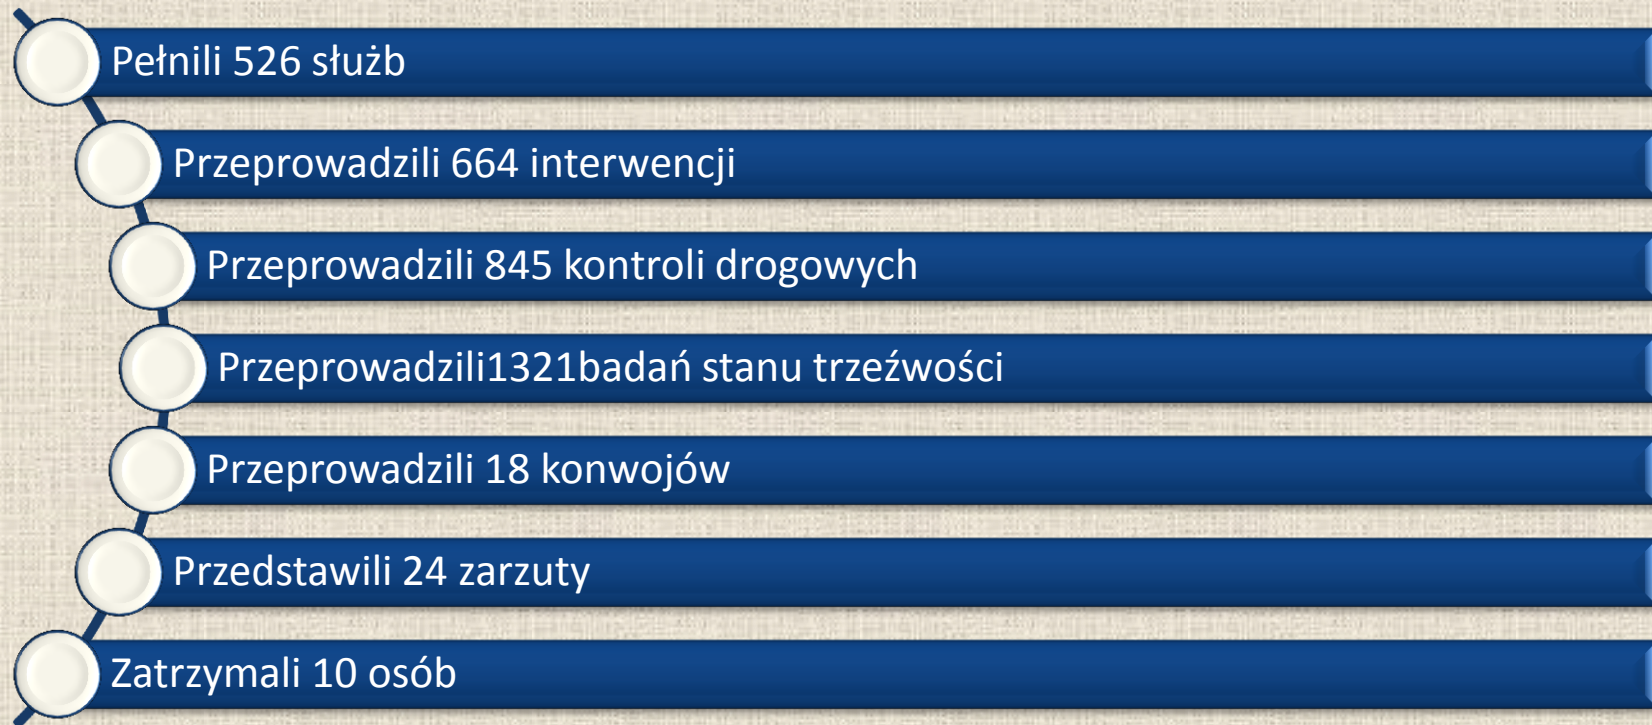 Pełnili 526 służb
Przeprowadzili 664 interwencji
Przeprowadzili 845 kontroli drogowych
Przeprowadzili1321badań stanu trzeźwości
Przeprowadzili 18 konwojów
Przedstawili 24 zarzuty
Zatrzymali 10 osób